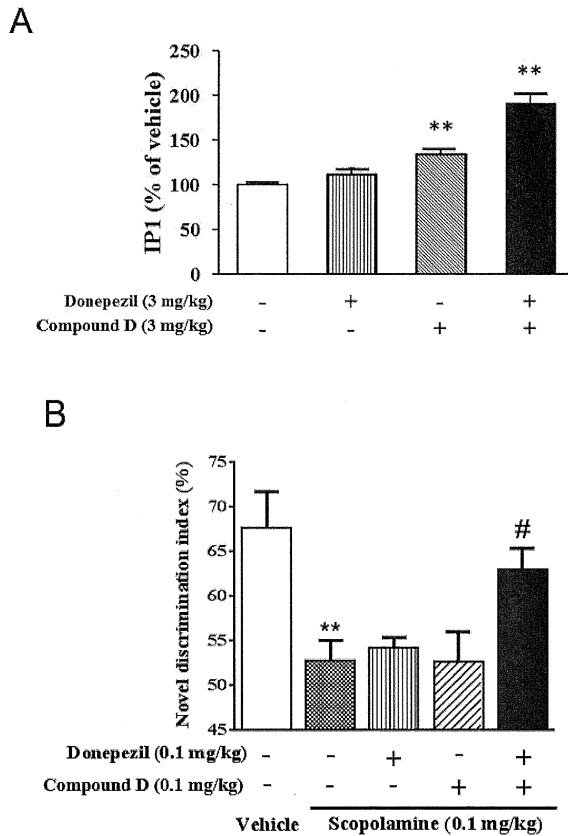 A
IP1 (% of vehicle)
250
200
150
100
50
0
**
**
Donepezil (3 mg/kg) - + - +
Compound D (3 mg/kg) - - + +
B
Novel discrimination index (%)
75
70
65
60
55
50
45
**
#
Donepezil (0.1 mg/kg) - - + - +
Compound D (0.1 mg/kg) - - - + +
Vehicle Scopolamine (0.1 mg/kg)